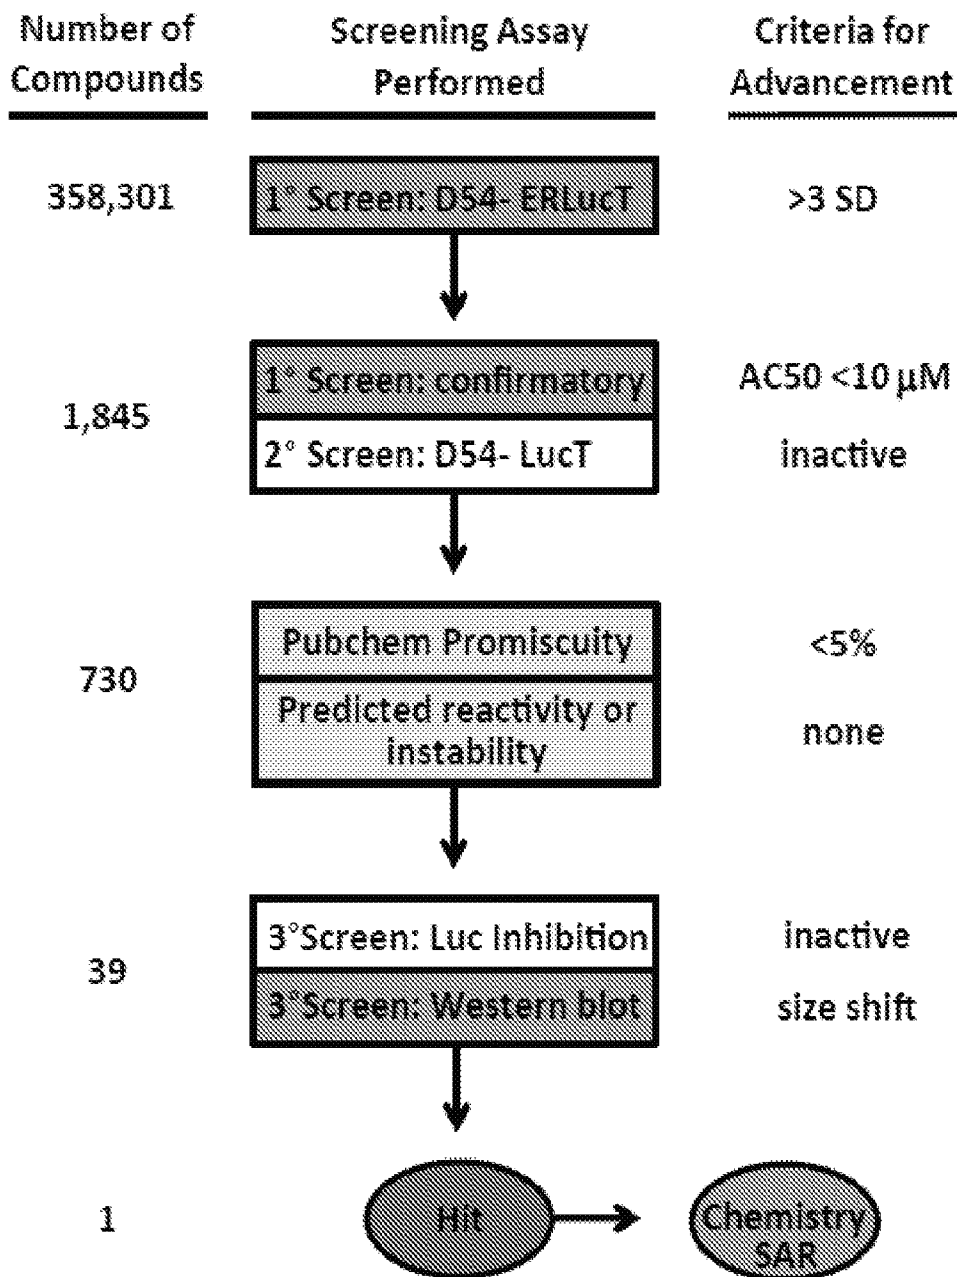 Number of
Compounds
Screening Assay
Performed
Criteria for
Advancement
358,301
1° Screen: D54- ERLucT
>3 SD
1,845
1° Screen: confirmatory
AC50 <10 µM
2° Screen: D54- LucT
inactive
730
Pubchem Promiscuity
<5%
Predicted reactivity or
instability
none
39
3°Screen: Luc Inhibition
inactive
3°Screen: Western blot
size shift
1
Hit
Chemistry
SAR